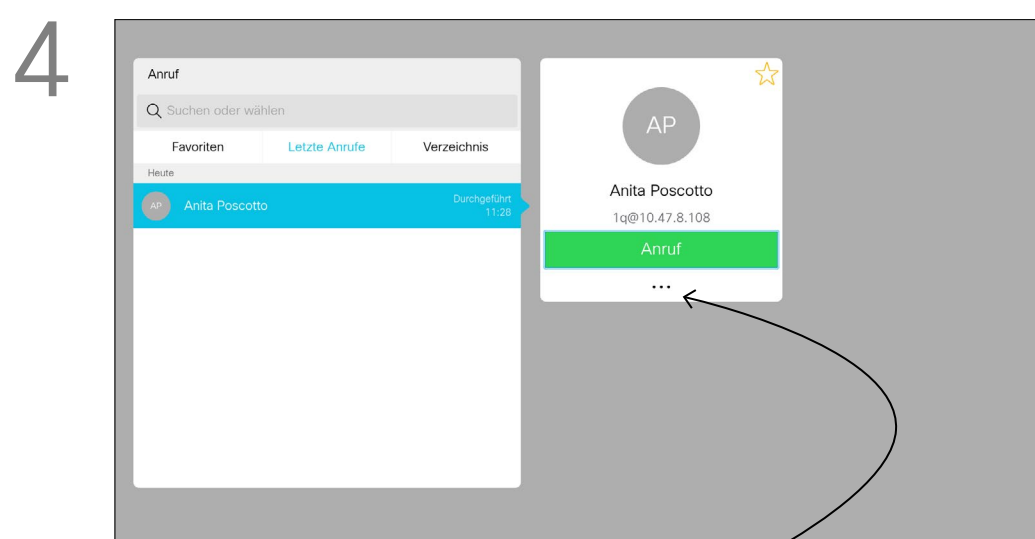 4
Anruf
Suchen oder wählen
Favoriten Letzte Anrufe Verzeichnis
Heute
AP Anita Poscotto Durchgeführt
11:28
AP
Anita Poscotto
1q@10.47.8.108
Anruf
...